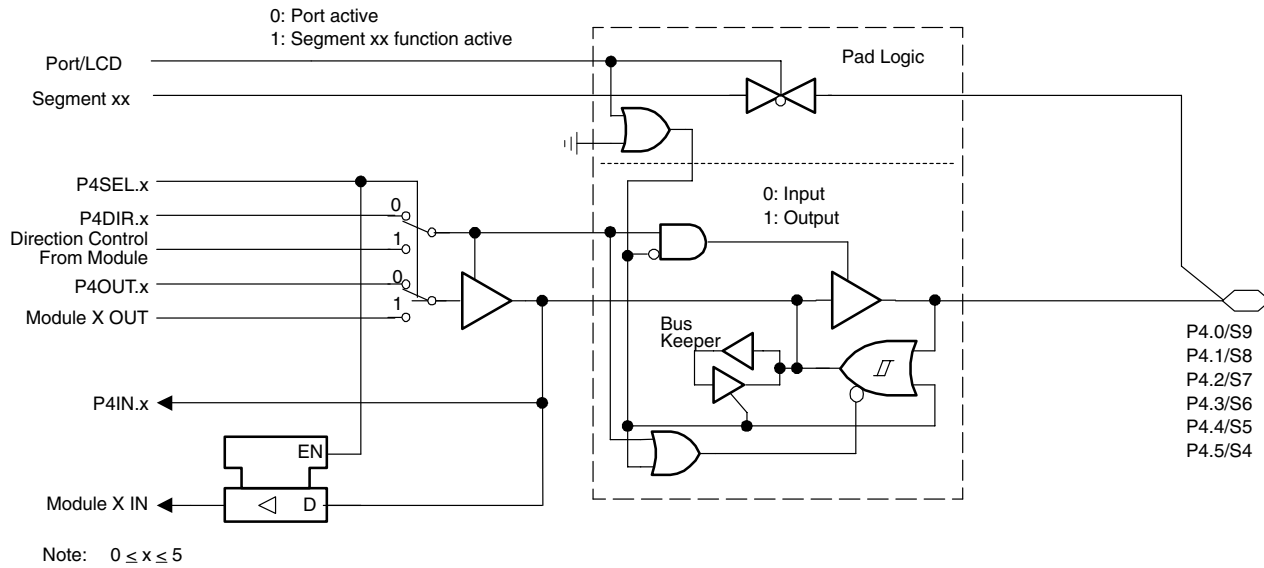 0: Port active
1: Segment xx function active
Port/LCD
Pad Logic
Segment xx
P4SEL.x
0: Input
1: Output
0
P4DIR.x
1
Direction Control
From Module
0
P4OUT.x
1
Module X OUT
Bus
Keeper
P4.0/S9
P4.1/S8
P4.2/S7
P4.3/S6
P4.4/S5
P4.5/S4
P4IN.x
EN
Module X IN
D
Note: 0 ≤ x ≤ 5